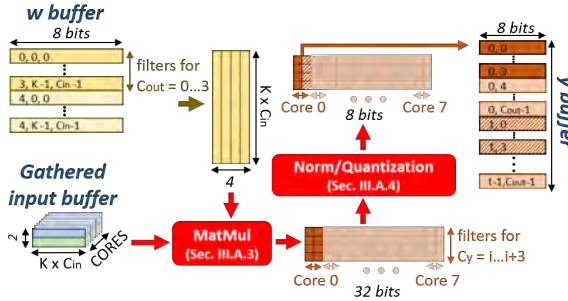 w buffer
8 bits
0, 0, 0
3, K-1, Cin-1
4, 0, 0
4, K-1, Cin-1
filters for
Cout = 0...3
K x Cin
4
Gathered
input buffer
2
K x Cin
CORES
MatMul
(Sec. III.A.3)
Core 0
Core 7
8 bits
Norm/Quantization
(Sec. III.A.4)
filters for
Cy = i...i+3
Core 0
Core 7
32 bits
8 bits
0, 0
0, 3
0, 4
0, Cout-1
1, 0
1, 3
t-1,Cout-1
y buffer